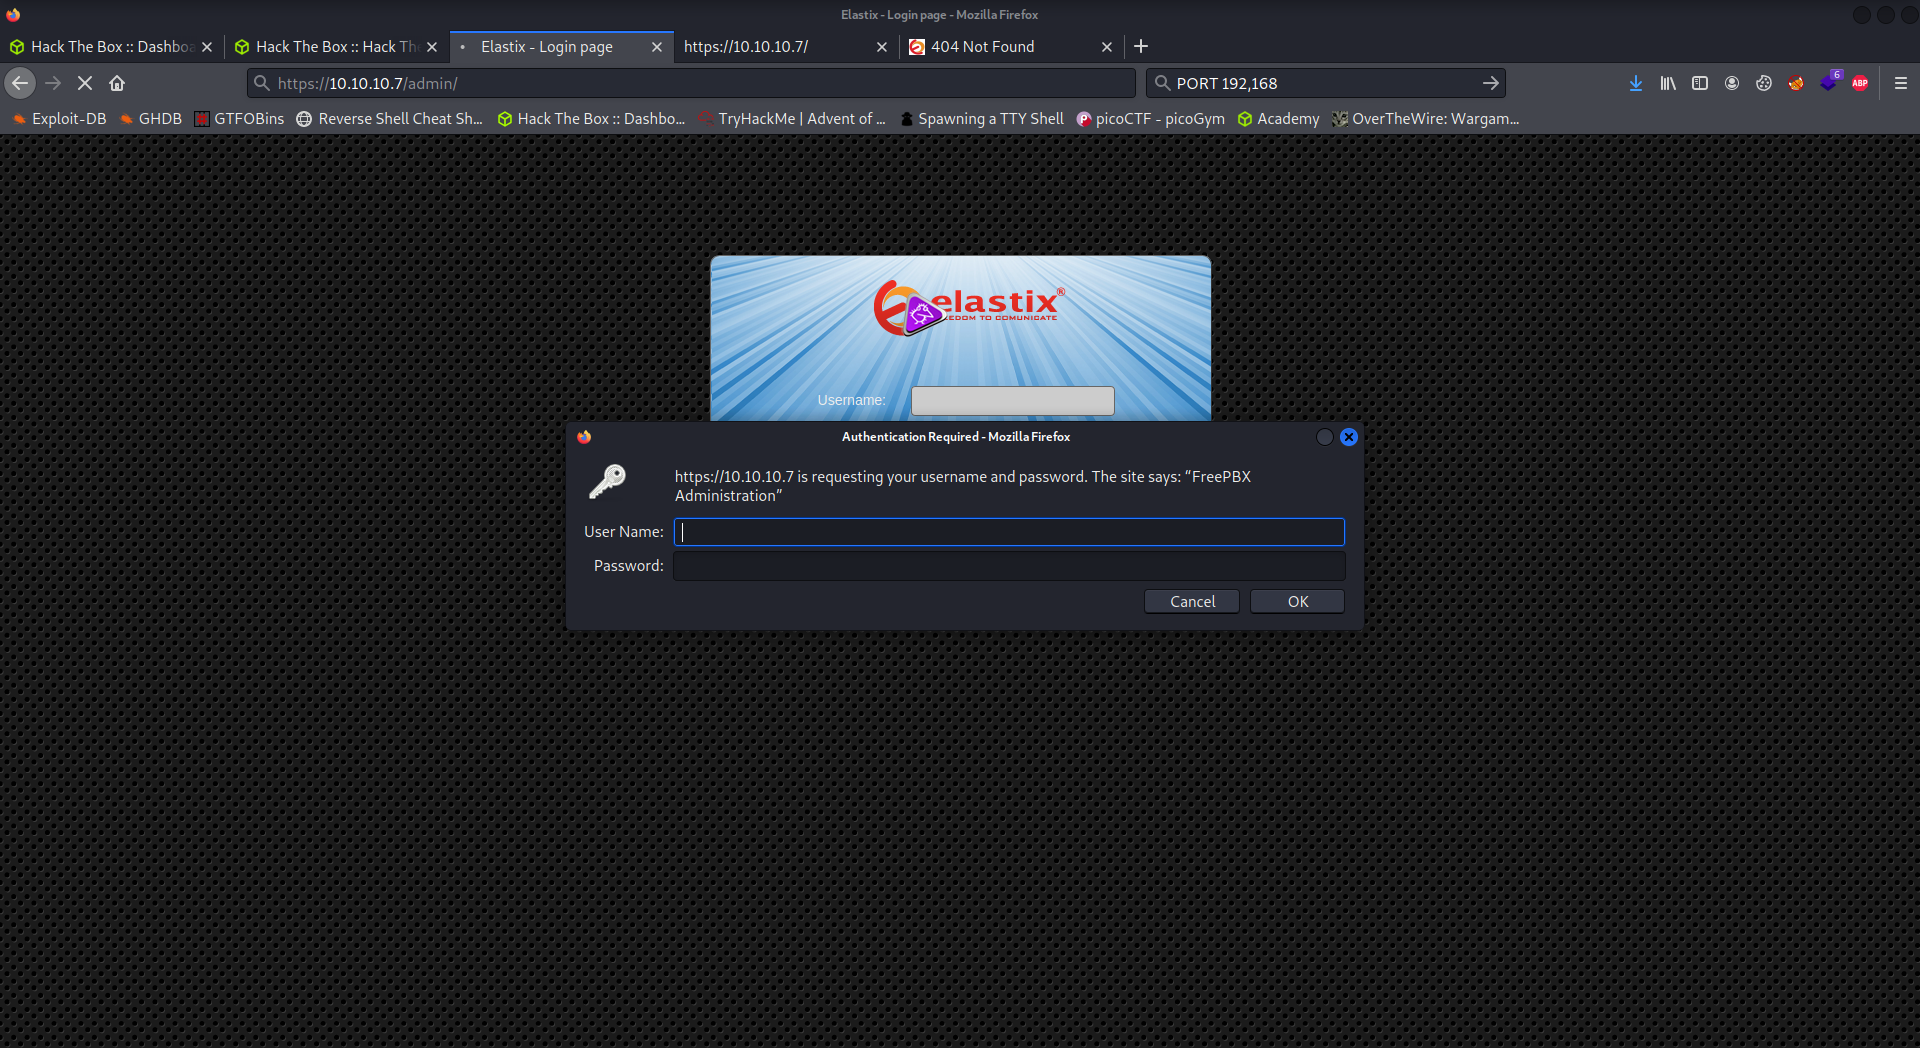 Elastix - Login page - Mozilla Firefox
Hack The Box :: Dashboa
Hack The Box :: Hack Th
Elastix - Login page
https://10.10.10.7/
404 Not Found
https://10.10.10.7/admin/
PORT 192,168
6
ABP
Exploit-DB
GHDB
GTFOBins
Reverse Shell Cheat Sh...
Hack The Box :: Dashbo...
TryHackMe | Advent of ...
Spawning a TTY Shell
picoCTF - picoGym
Academy
OverTheWire: Wargam...
elastix®
EDOM TO COMUNICATE
Username:
Authentication Required - Mozilla Firefox
https://10.10.10.7 is requesting your username and password. The site says: “FreePBX
Administration”
User Name:
Password:
Cancel
OK